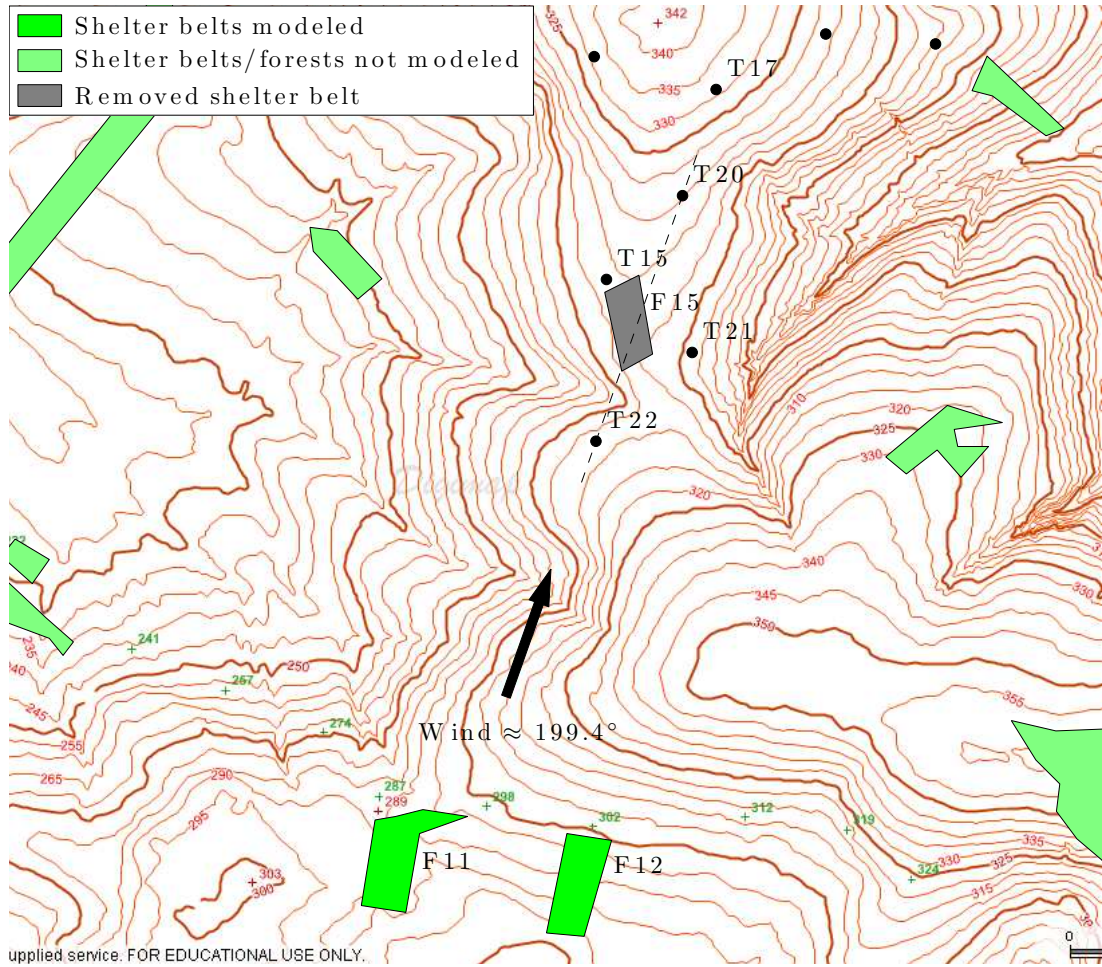 Shelter belts modeled
Shelter belts/forests not modeled
Removed shelter belt
325
342
340
335
330
T17
T20
T15
F15
T21
T22
310
320
325
330
320
340
345
350
355
Digimap
235
241
240
250
257
245
274
255
265
Wind ≈ 199.4°
290
287
289
295
298
302
312
319
335
330
325
324
315
330
303
300
F11
F12
0
upplied service. FOR EDUCATIONAL USE ONLY.